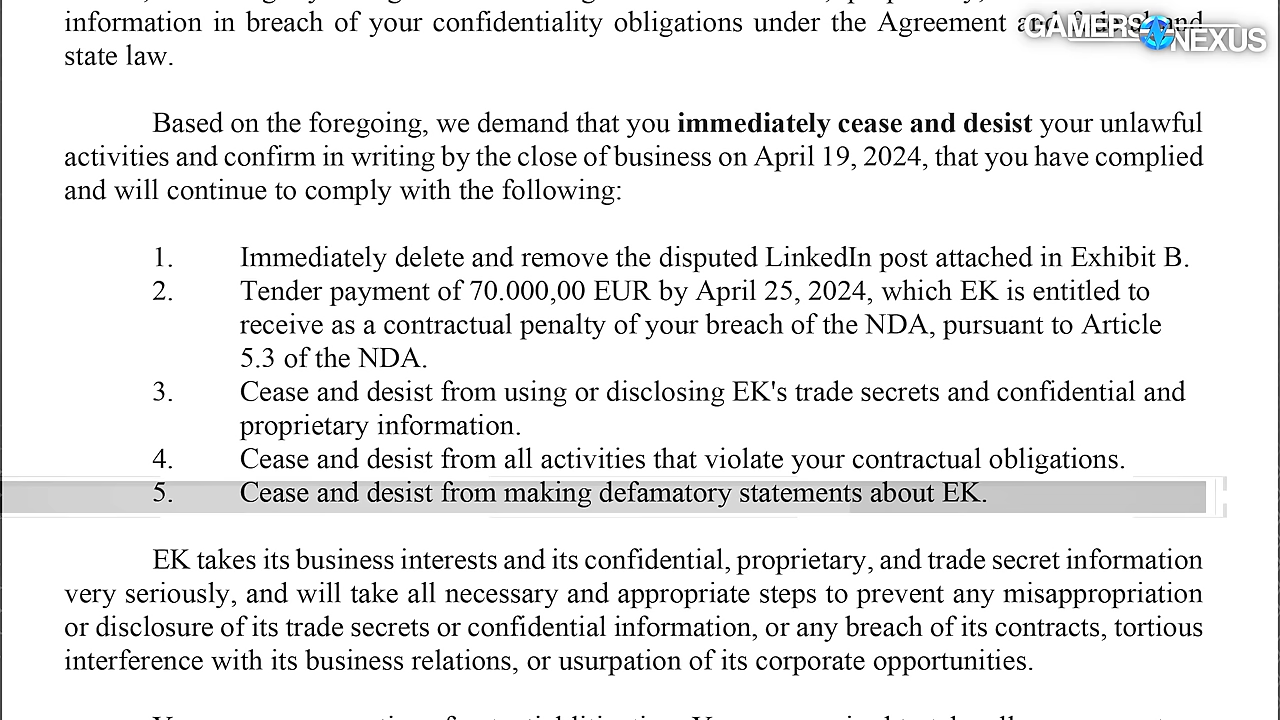 information in breach of your confidentiality obligations under the Agreement and federal and
state law.
GAMERS NEXUS
Based on the foregoing, we demand that you immediately cease and desist your unlawful
activities and confirm in writing by the close of business on April 19, 2024, that you have complied
and will continue to comply with the following:
1. Immediately delete and remove the disputed LinkedIn post attached in Exhibit B.
2. Tender payment of 70.000,00 EUR by April 25, 2024, which EK is entitled to
receive as a contractual penalty of your breach of the NDA, pursuant to Article
5.3 of the NDA.
3. Cease and desist from using or disclosing EK's trade secrets and confidential and
proprietary information.
4. Cease and desist from all activities that violate your contractual obligations.
5. Cease and desist from making defamatory statements about EK.
EK takes its business interests and its confidential, proprietary, and trade secret information
very seriously, and will take all necessary and appropriate steps to prevent any misappropriation
or disclosure of its trade secrets or confidential information, or any breach of its contracts, tortious
interference with its business relations, or usurpation of its corporate opportunities.